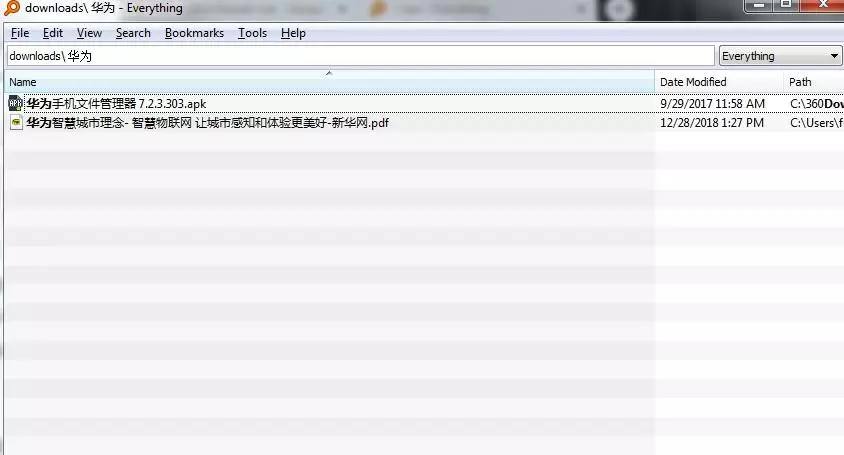 downloads\ 华为 - Everything
File Edit View Search Bookmarks Tools Help
downloads\ 华为 Everything
Name Date Modified Path
APK 华为手机文件管理器 7.2.3.303.apk 9/29/2017 11:58 AM C:\360Dow
华为智慧城市理念- 智慧物联网 让城市感知和体验更美好-新华网.pdf 12/28/2018 1:27 PM C:\Users\f